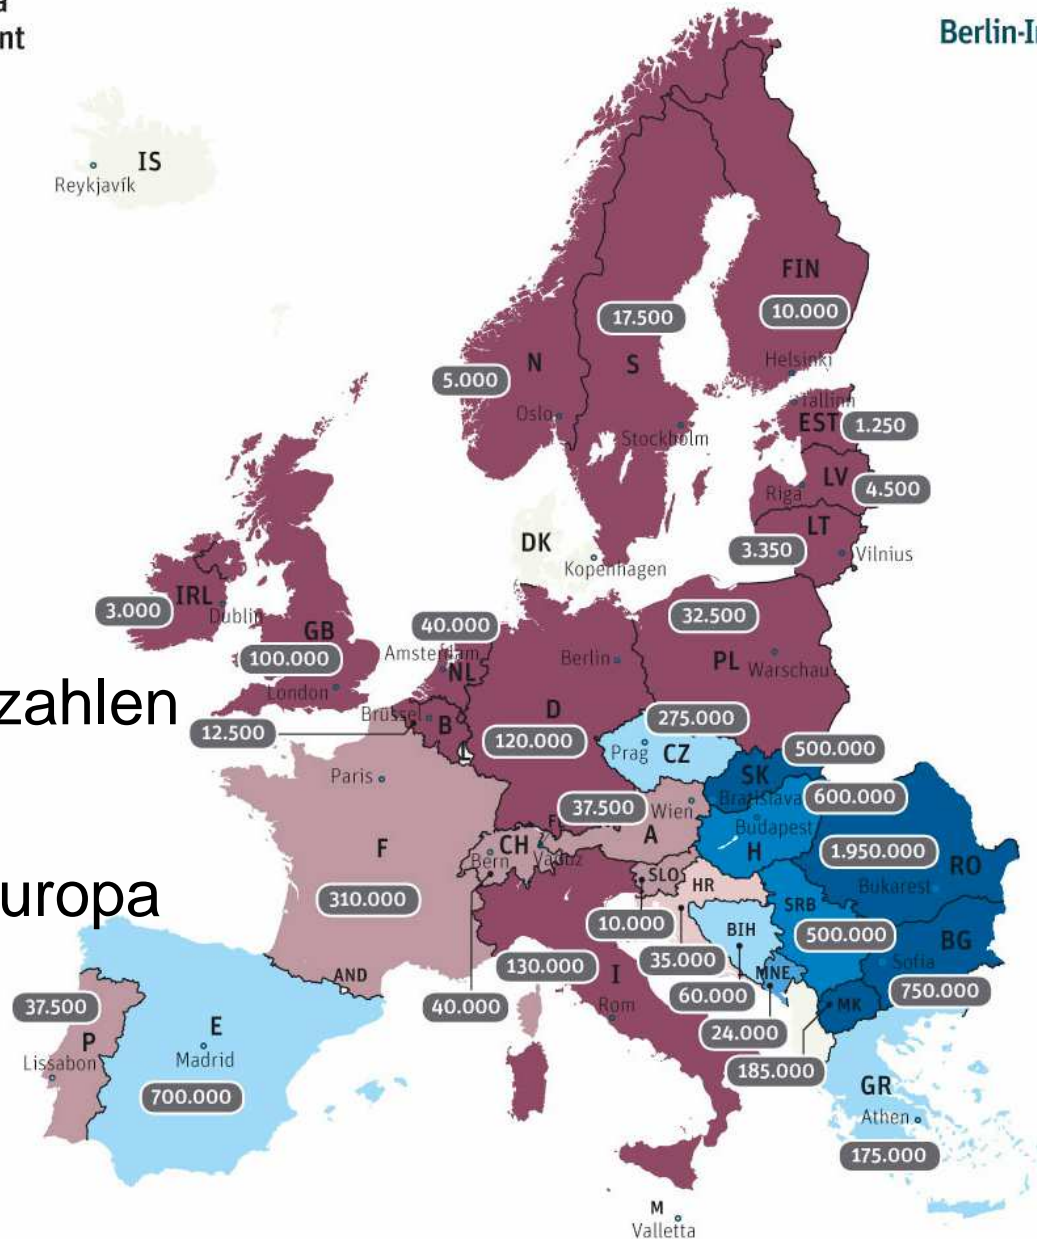 a
nt
Berlin-In
IS
Reykjavík
FIN
10.000
17.500
N
S
5.000
Helsinki
Oslo
Tallinn
Stockholm
EST
1.250
LV
Riga
4.500
LT
DK
3.350
Vilnius
Kopenhagen
IRL
3.000
Dublin
32.500
GB
40.000
100.000
Amsterdam
Berlin
PL
Warschau
NL
London
zahlen
Brüssel
B
D
275.000
12.500
120.000
Prag
CZ
500.000
L
Paris
SK
Bratislava
600.000
37.500
Wien
FL
Budapest
F
CH
A
H
1.950.000
Bern
Vaduz
RO
SLO
HR
Bukarest
310.000
SRB
uropa
10.000
BIH
500.000
BG
35.000
Sofia
AND
130.000
I
MNE
37.500
40.000
60.000
MK
750.000
Rom
24.000
P
E
Lissabon
Madrid
185.000
GR
700.000
Athen
175.000
M
Valletta